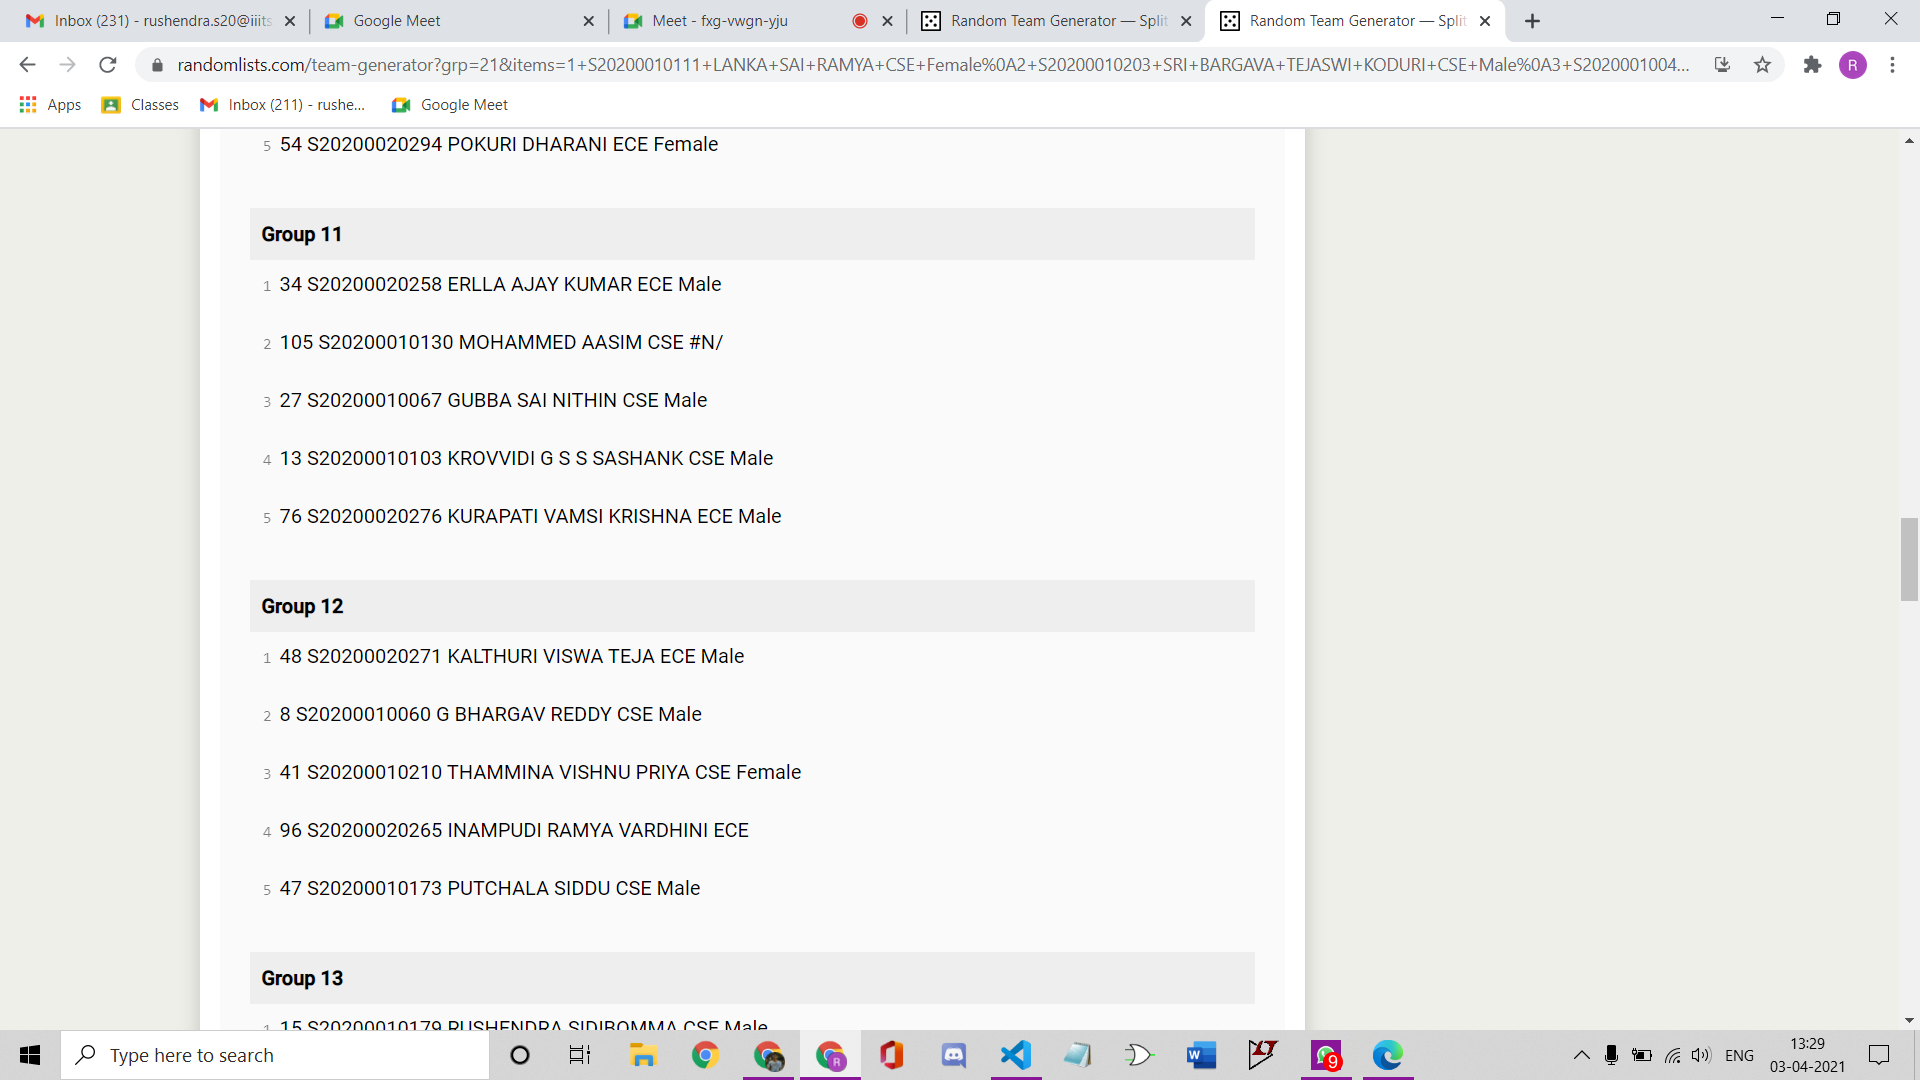 Inbox (231) - rushendra.s20@iiits
Google Meet
Meet - fxg-vwgn-yju
Random Team Generator — Split
Random Team Generator — Split
randomlists.com/team-generator?grp=21&items=1+S20200010111+LANKA+SAI+RAMYA+CSE+Female%0A2+S20200010203+SRI+BARGAVA+TEJASWI+KODURI+CSE+Male%0A3+S2020001004...
R
Apps
Classes
Inbox (211) - rushe...
Google Meet
5 54 S20200020294 POKURI DHARANI ECE Female
Group 11
1 34 S20200020258 ERLLA AJAY KUMAR ECE Male
2 105 S20200010130 MOHAMMED AASIM CSE #N/
3 27 S20200010067 GUBBA SAI NITHIN CSE Male
4 13 S20200010103 KROVVIDI G S S SASHANK CSE Male
5 76 S20200020276 KURAPATI VAMSI KRISHNA ECE Male
Group 12
1 48 S20200020271 KALTHURI VISWA TEJA ECE Male
2 8 S20200010060 G BHARGAV REDDY CSE Male
3 41 S20200010210 THAMMINA VISHNU PRIYA CSE Female
4 96 S20200020265 INAMPUDI RAMYA VARDHINI ECE
5 47 S20200010173 PUTCHALA SIDDU CSE Male
Group 13
1 15 S20200010179 RUSHENDRA SIDIBOMMA CSE Male
Type here to search
R
W
LT
9
ENG
13:29
03-04-2021